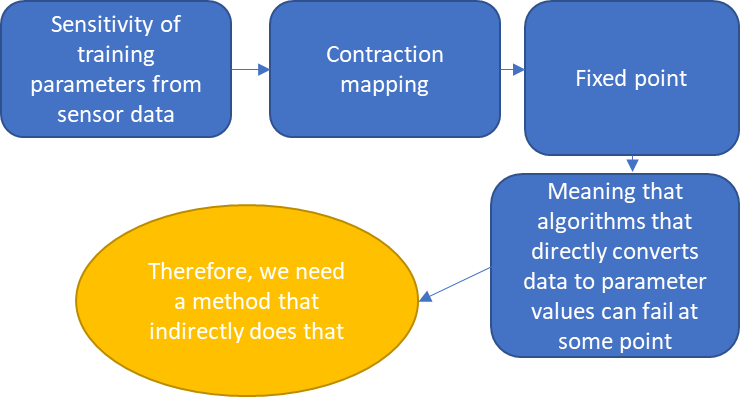 Sensitivity of
training
parameters from
sensor data
Contraction
mapping
Fixed point
Meaning that
algorithms that
directly converts
data to parameter
values can fail at
some point
Therefore, we need
a method that
indirectly does that